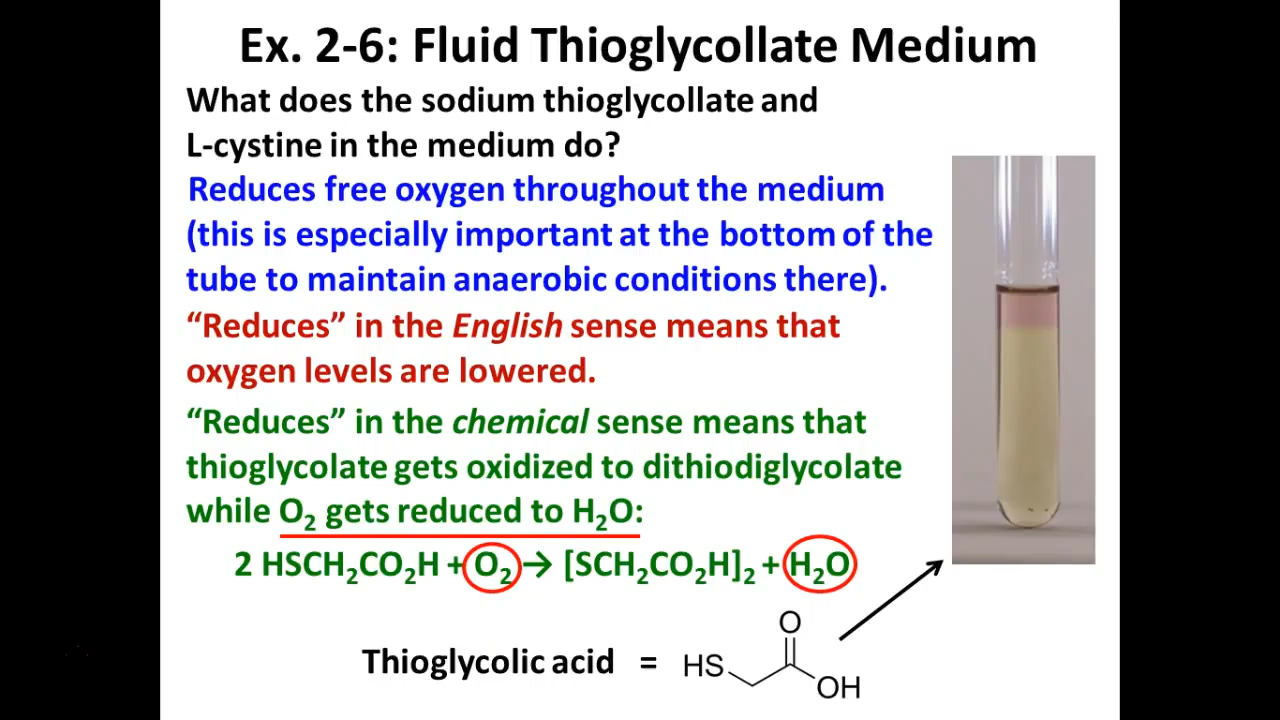 Ex. 2-6: Fluid Thioglycollate Medium
What does the sodium thioglycollate and
L-cystine in the medium do?
Reduces free oxygen throughout the medium
(this is especially important at the bottom of the
tube to maintain anaerobic conditions there).
“Reduces” in the English sense means that
oxygen levels are lowered.
“Reduces” in the chemical sense means that
thioglycolate gets oxidized to dithiodiglycolate
while O₂ gets reduced to H₂O:
2 HSCH₂CO₂H + O₂ → [SCH₂CO₂H]₂ + H₂O
Thioglycolic acid = HS O OH